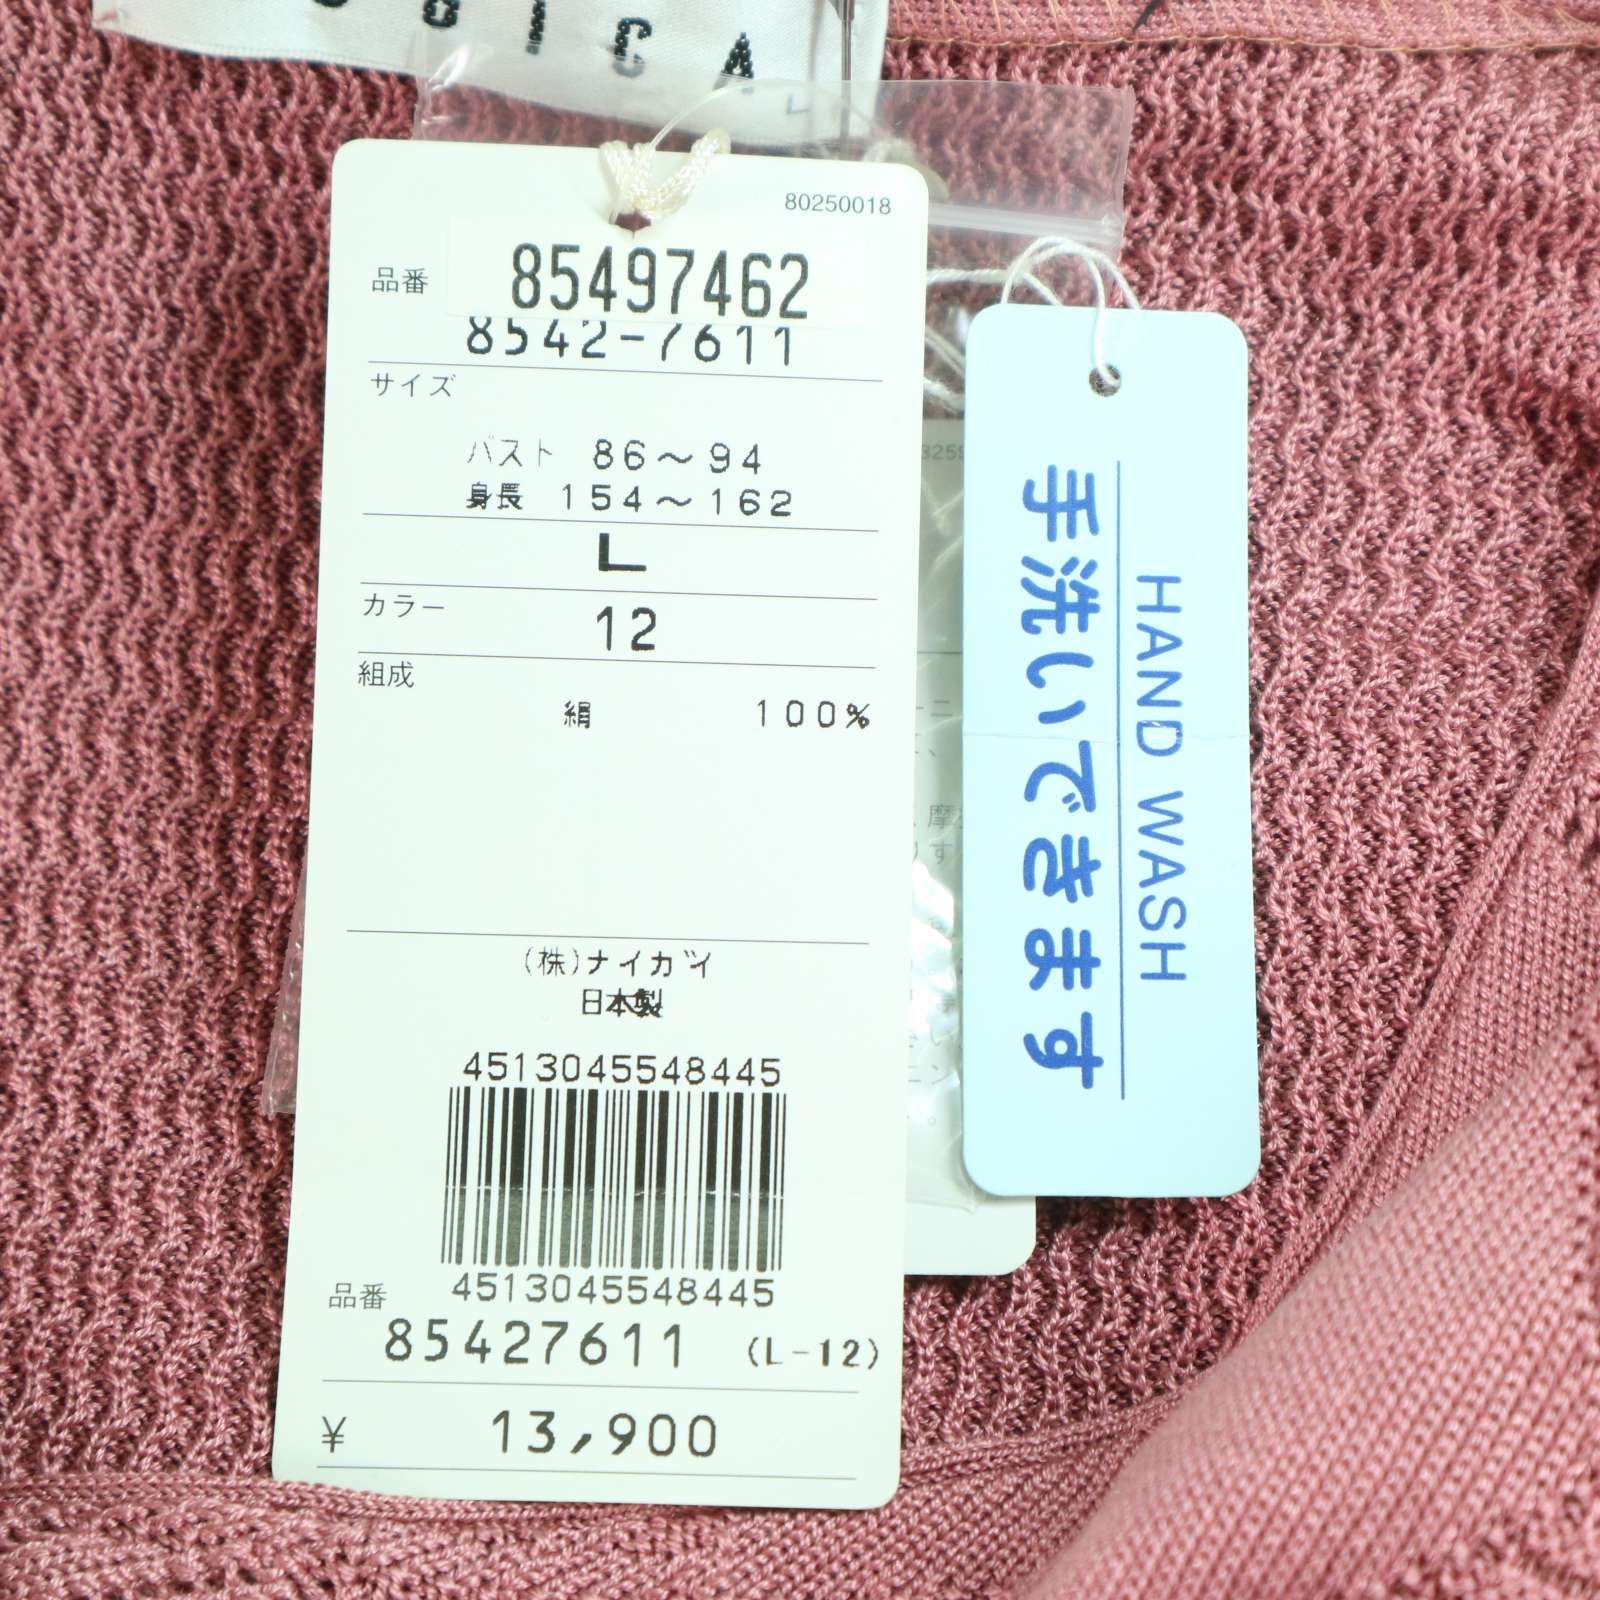 G I C A
L
80250018
品番 85497462
8542-7611
サイズ
バスト 86～94
身長 154～162
L
カラー
12
組成
絹 100%
(株)ナイガイ
日本製
4513045548445
4513045548445
品番
85427611 (L-12)
¥ 13,900
HAND WASH
手洗いできます